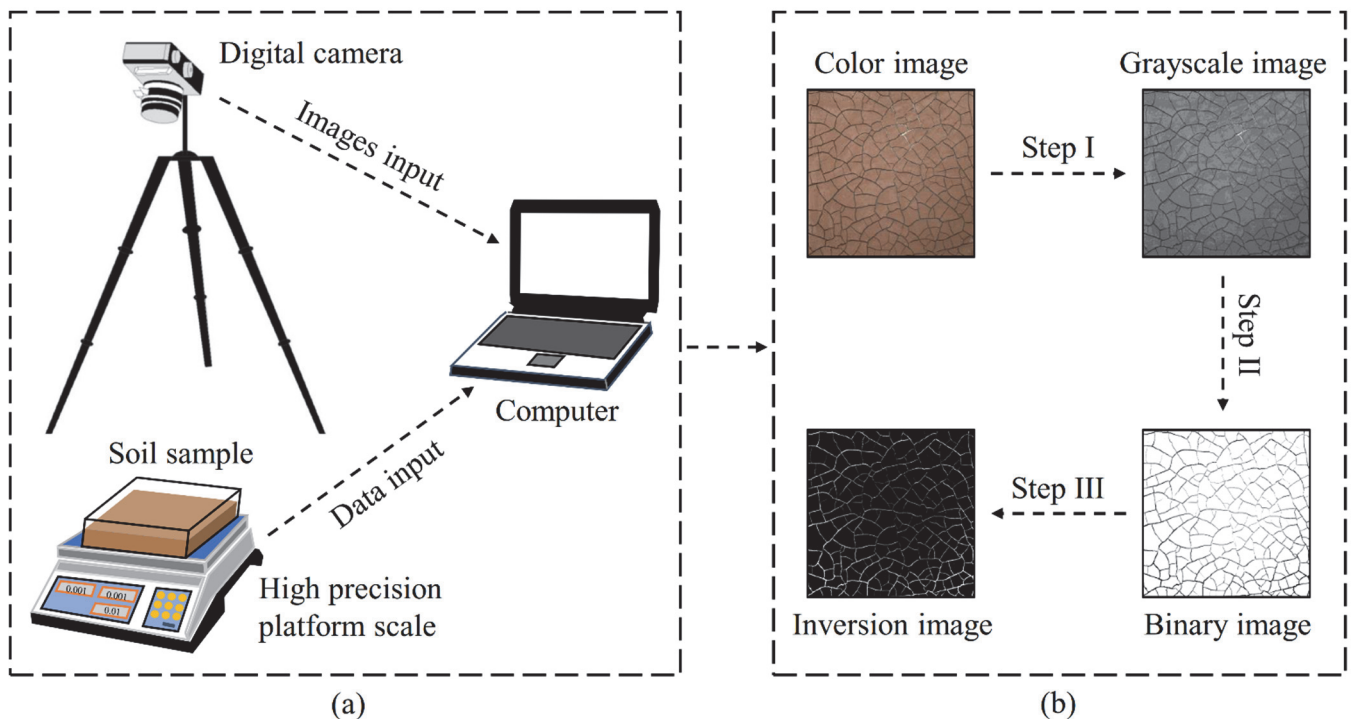 Digital camera
Images input
Computer
Soil sample
Data input
0.001
0.001
0.01
High precision
platform scale
(a)
Color image
Grayscale image
Step I
Step II
Step III
Inversion image
Binary image
(b)